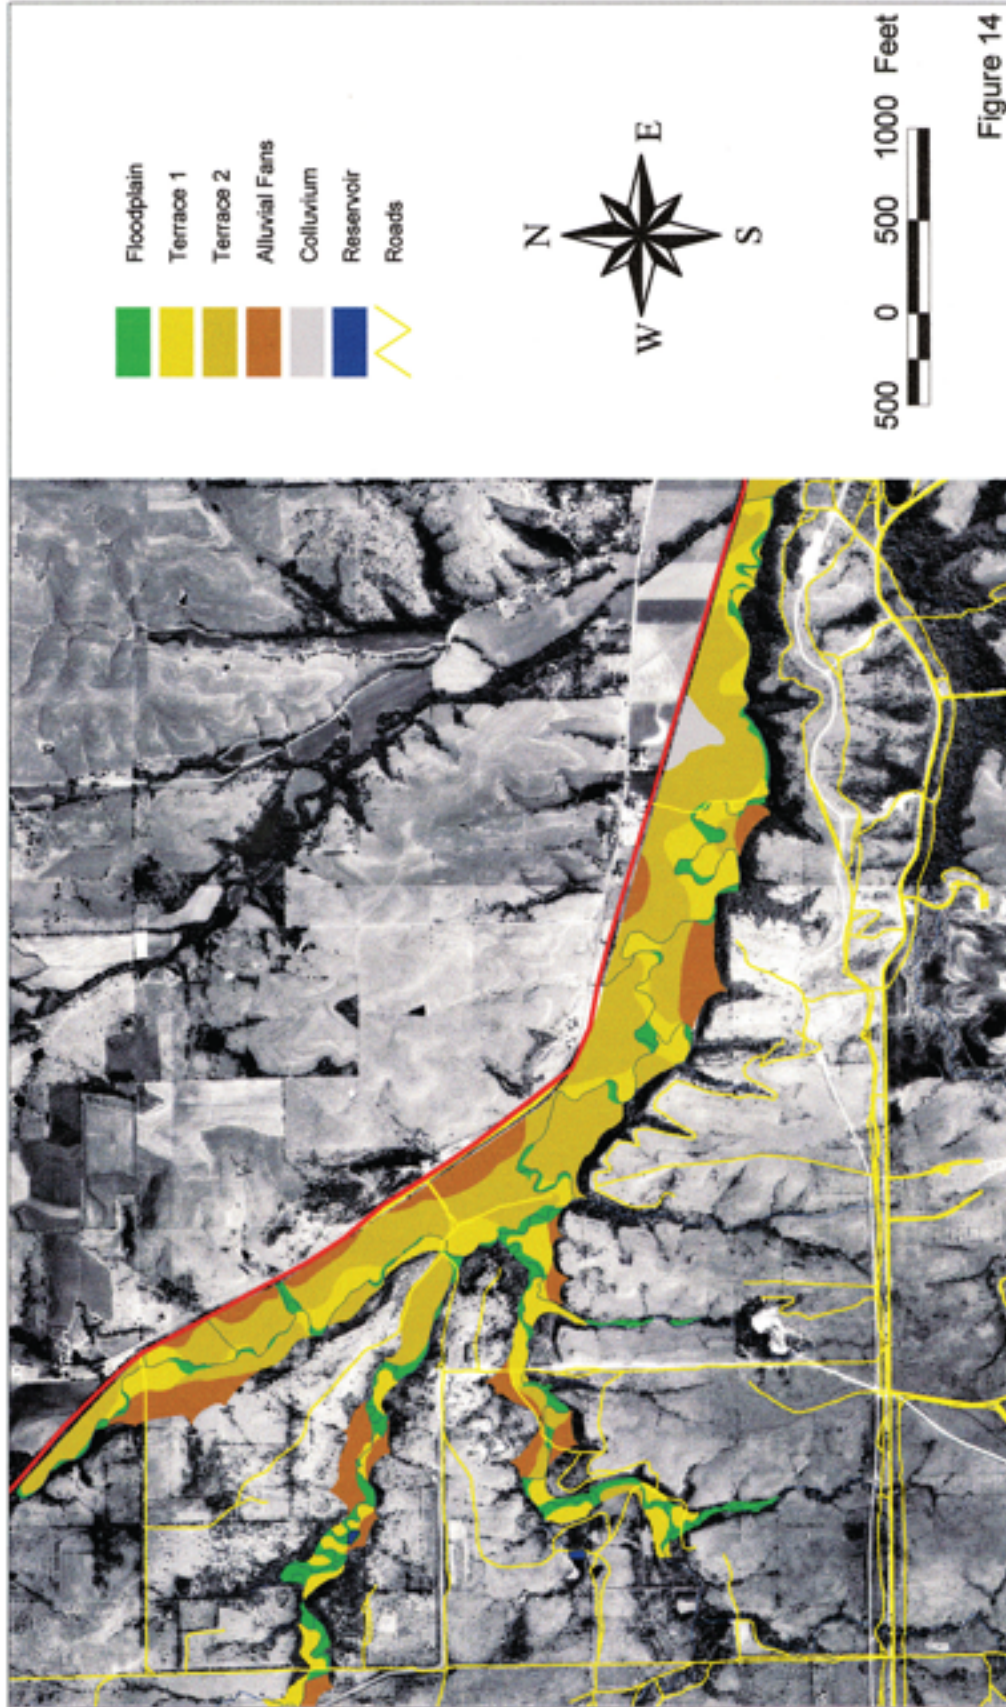 Floodplain
Terrace 1
Terrace 2
Alluvial Fans
Colluvium
Reservoir
Roads
N
W E
S
500 0 500 1000 Feet
Figure 14